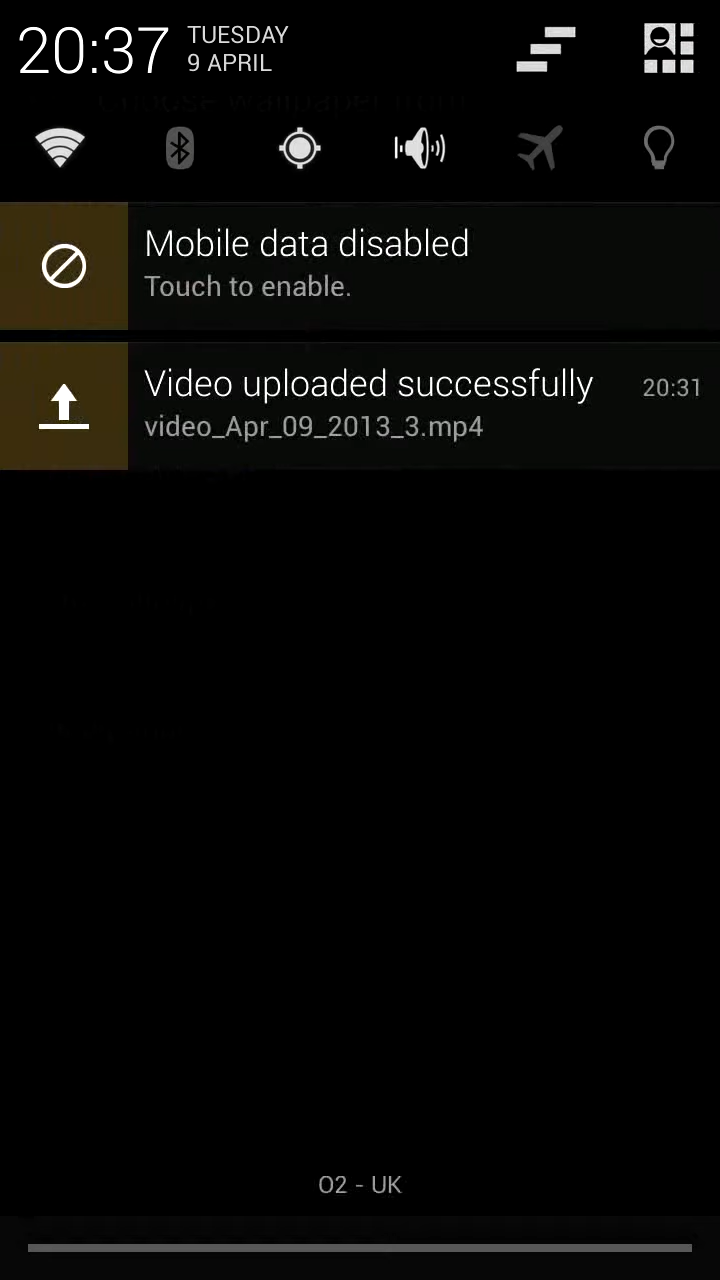 20:37
TUESDAY
9 APRIL
Mobile data disabled
Touch to enable.
Video uploaded successfully
20:31
video_Apr_09_2013_3.mp4
O2 - UK